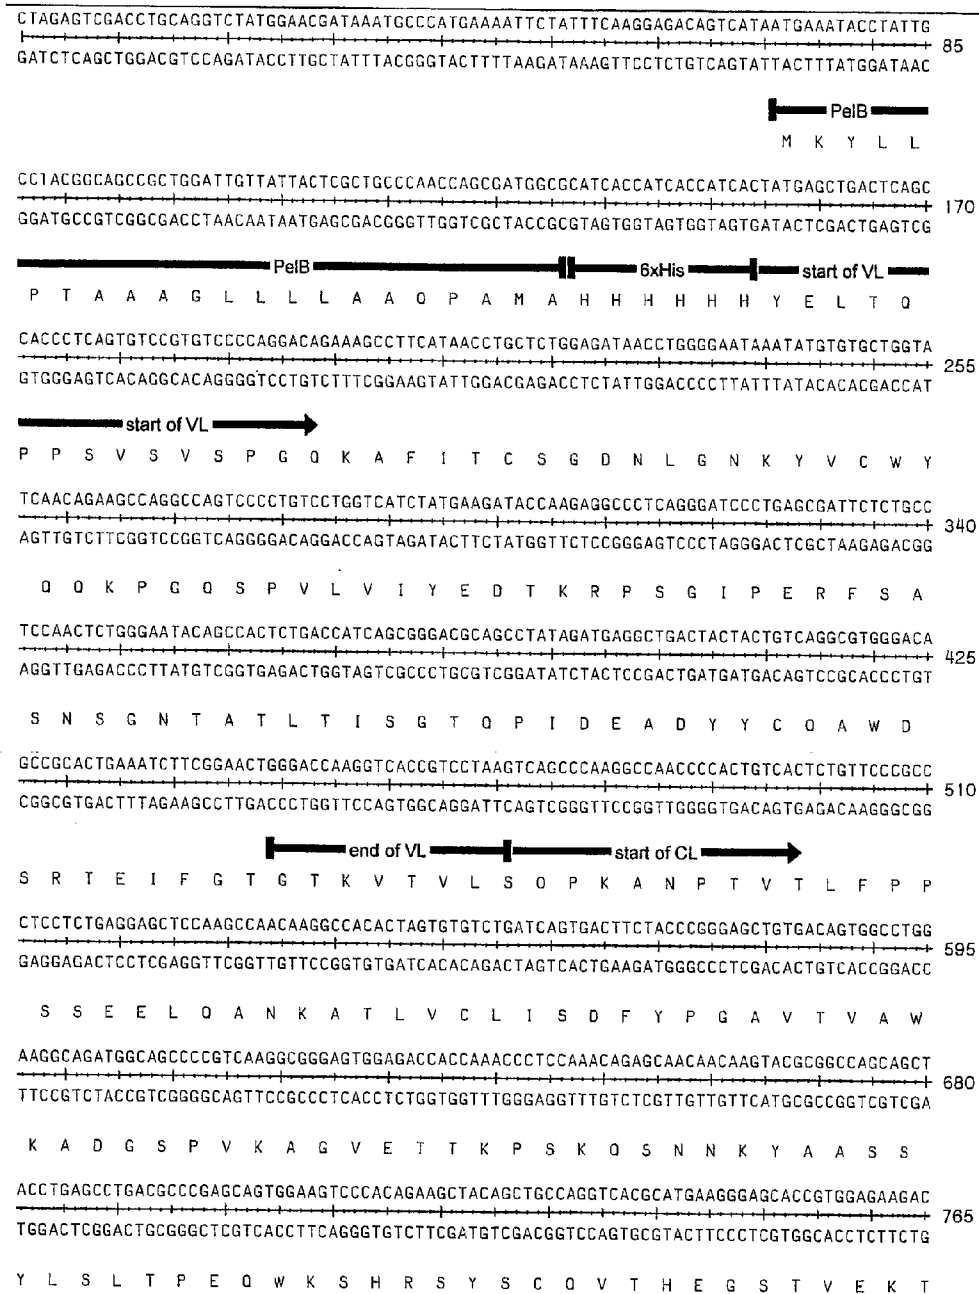 CTAGAGTCGACCTGCAGGTCTATGGAACGATAAATGCCCATGAAAATTCTATTTCAAGGAGACAGTCATAATGAAATACCTATTG
85
GATCTCAGCTGGACGTCCAGATACCTTGCTATTTACGGGTACTTTTAAGATAAAGTTCCTCTGTCAGTATTACTTTATGGATAAC
PelB
M K Y L L
CCTACGGCAGCCGCTGGATTGTTATTACTCGCTGCCCAACCAGCGATGGCGCATCACCATCACCATCACTATGAGCTGACTCAGC
170
GGATGCCGTCGGCGACCTAACAATAATGAGCGACGGGTTGGTCGCTACCGCGTAGTGGTAGTGGTAGTGATACTCGACTGAGTCG
PelB 6xHis start of VL
P T A A A G L L L L A A Q P A M A H H H H H H Y E L T Q
CACCCTCAGTGTCCGTGTCCCCAGGACAGAAAGCCTTCATAACCTGCTCTGGAGATAACCTGGGGAATAAATATGTGTGCTGGTA
255
GTGGGAGTCACAGGCACAGGGGTCCTGTCTTTCGGAAGTATTGGACGAGACCTCTATTGGACCCCTTATTTATACACACGACCAT
start of VL
P P S V S V S P G Q K A F I T C S G D N L G N K Y V C W Y
TCAACAGAAGCCAGGCCAGTCCCCTGTCCTGGTCATCTATGAAGATACCAAGAGGCCCTCAGGGATCCCTGAGCGATTCTCTGCC
340
AGTTGTCTTCGGTCCGGTCAGGGGACAGGACCAGTAGATACTTCTATGGTTCTCCGGGAGTCCCTAGGGACTCGCTAAGAGACGG
Q Q K P G Q S P V L V I Y E D T K R P S G I P E R F S A
TCCAACTCTGGGAATACAGCCACTCTGACCATCAGCGGGACGCAGCCTATAGATGAGGCTGACTACTACTGTCAGGCGTGGGACA
425
AGGTTGAGACCCTTATGTCGGTGAGACTGGTAGTCGCCCTGCGTCGGATATCTACTCCGACTGATGATGACAGTCCGCACCCTGT
S N S G N T A T L T I S G T Q P I D E A D Y Y C Q A W D
GCCGCACTGAAATCTTCGGAACTGGGACCAAGGTCACCGTCCTAAGTCAGCCCAAGGCCAACCCCACTGTCACTCTGTTCCCGCC
510
CGGCGTGACTTTAGAAGCCTTGACCCTGGTTCCAGTGGCAGGATTCAGTCGGGTTCCGGTTGGGGTGACAGTGAGACAAGGGCGG
end of VL start of CL
S R T E I F G T G T K V T V L S Q P K A N P T V T L F P P
CTCCTCTGAGGAGCTCCAAGCCAACAAGGCCACACTAGTGTGTCTGATCAGTGACTTCTACCCGGGAGCTGTGACAGTGGCCTGG
595
GAGGAGACTCCTCGAGGTTCGGTTGTTCCGGTGTGATCACACAGACTAGTCACTGAAGATGGGCCCTCGACACTGTCACCGGACC
S S E E L Q A N K A T L V C L I S D F Y P G A V T V A W
AAGGCAGATGGCAGCCCCGTCAAGGCGGGAGTGGAGACCACCAAACCCTCCAAACAGAGCAACAACAAGTACGCGGCCAGCAGCT
680
TTCCGTCTACCGTCGGGGCAGTTCCGCCCTCACCTCTGGTGGTTTGGGAGGTTTGTCTCGTTGTTGTTCATGCGCCGGTCGTCGA
K A D G S P V K A G V E T T K P S K Q S N N K Y A A S S
ACCTGAGCCTGACGCCCGAGCAGTGGAAGTCCCACAGAAGCTACAGCTGCCAGGTCACGCATGAAGGGAGCACCGTGGAGAAGAC
765
TGGACTCGGACTGCGGGCTCGTCACCTTCAGGGTGTCTTCGATGTCGACGGTCCAGTGCGTACTTCCCTCGTGGCACCTCTTCTG
Y L S L T P E Q W K S H R S Y S C Q V T H E G S T V E K T